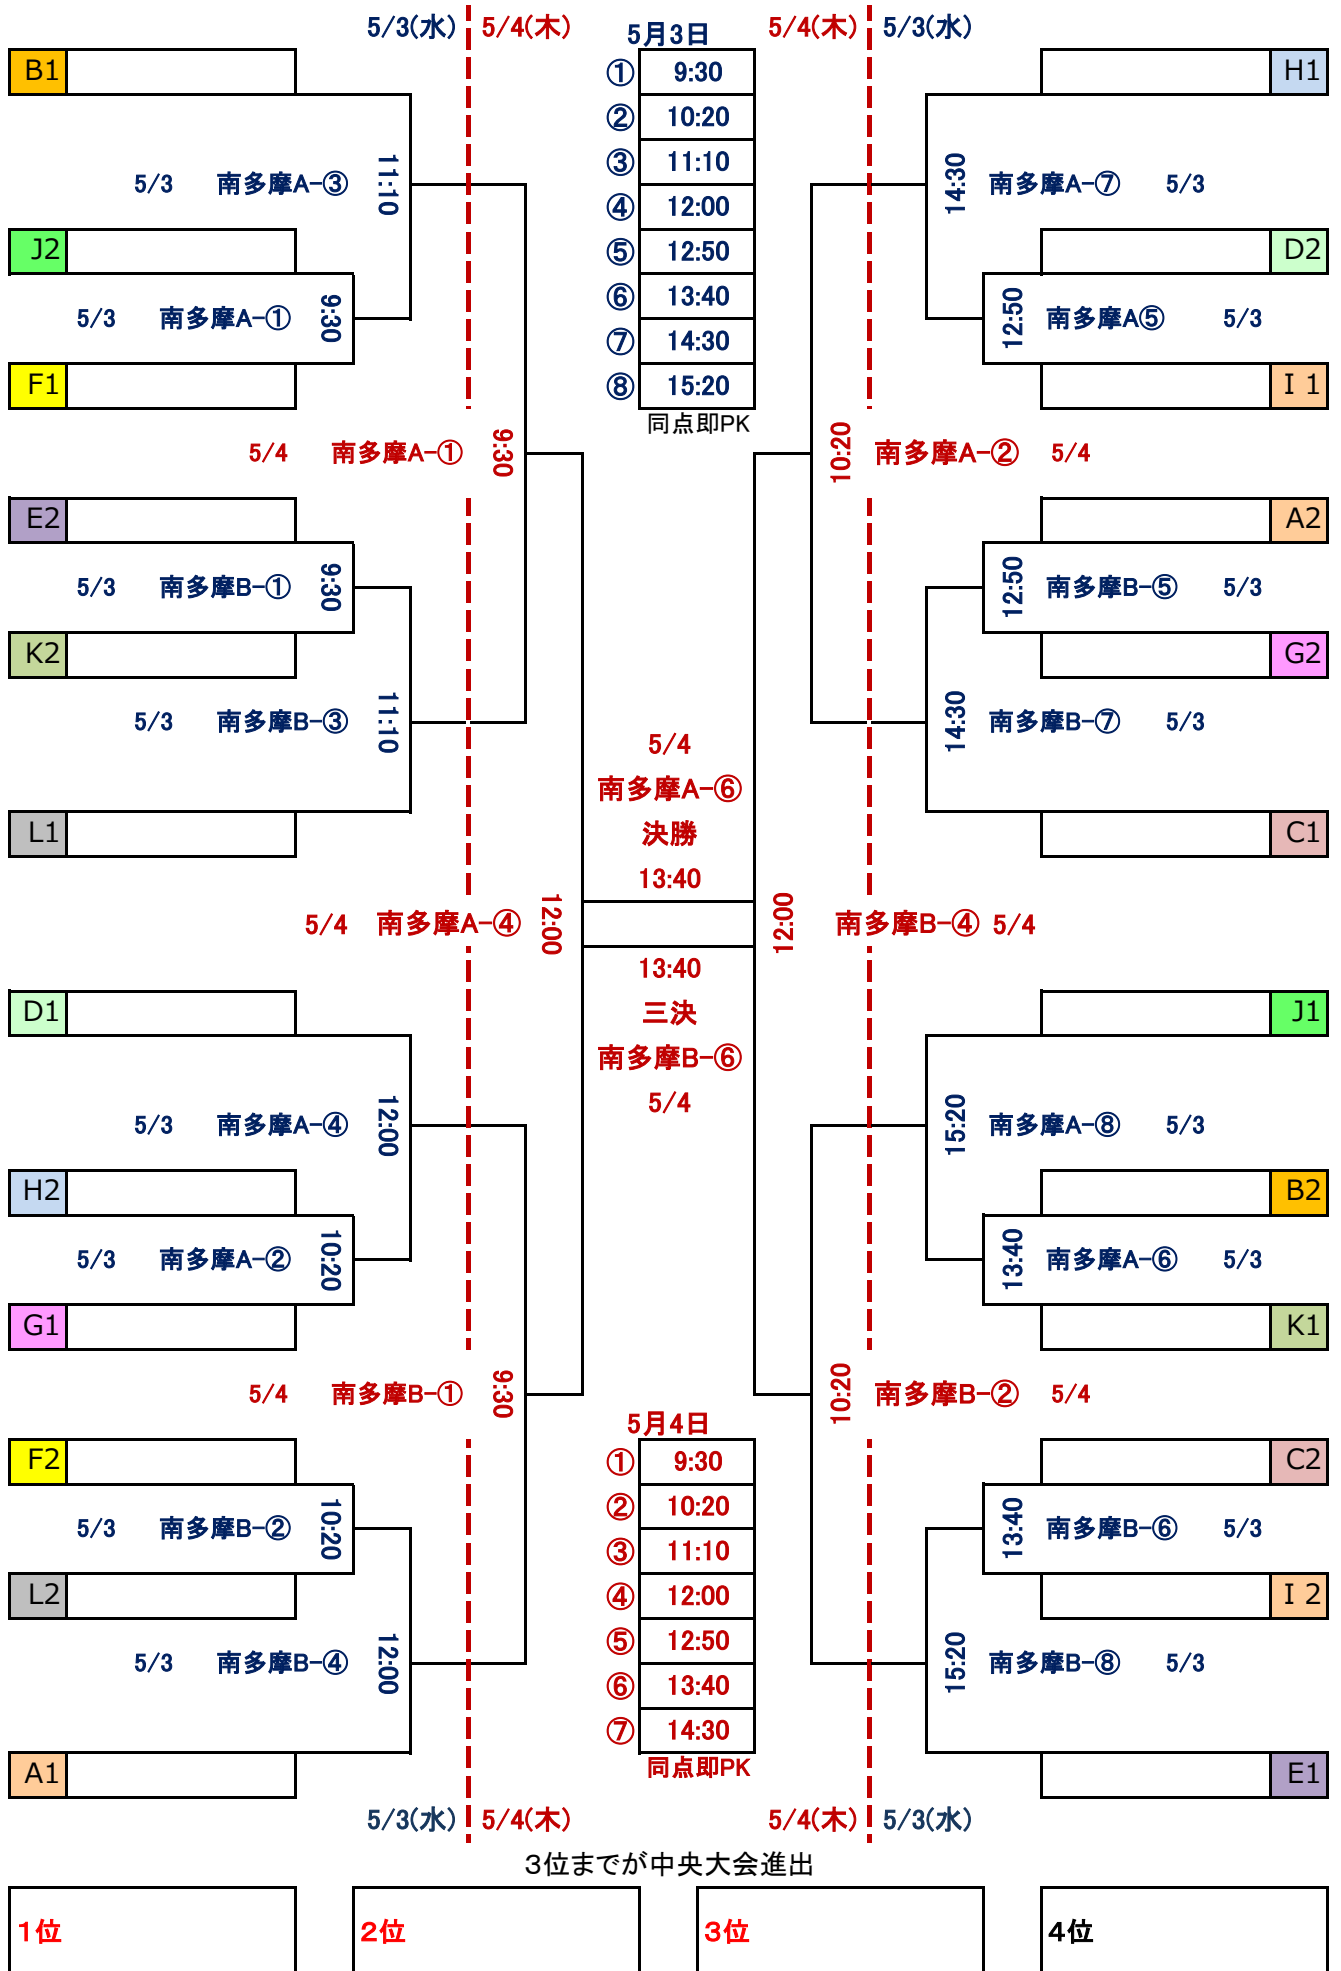 5/3(水) 5/4(木) 5月3日 5/4(木) 5/3(水)
B1 ① 9:30 H1
② 10:20
③ 11:10
5/3 南多摩A-③ 11:10 14:30 南多摩A-⑦ 5/3
④ 12:00
J2 ⑤ 12:50 D2
⑥ 13:40
5/3 南多摩A-① 9:30 12:50 南多摩A⑤ 5/3
⑦ 14:30
F1 ⑧ 15:20 I 1
同点即PK
5/4 南多摩A-① 9:30 10:20 南多摩A-② 5/4
E2 A2
5/3 南多摩B-① 9:30 12:50 南多摩B-⑤ 5/3
K2 G2
5/3 南多摩B-③ 11:10 14:30 南多摩B-⑦ 5/3
5/4
南多摩A-⑥
L1 決勝 C1
13:40
5/4 南多摩A-④ 12:00 12:00 南多摩B-④ 5/4
13:40
D1 三決 J1
南多摩B-⑥
5/4
5/3 南多摩A-④ 12:00 15:20 南多摩A-⑧ 5/3
H2 B2
5/3 南多摩A-② 10:20 13:40 南多摩A-⑥ 5/3
G1 K1
5/4 南多摩B-① 9:30 10:20 南多摩B-② 5/4
5月4日
F2 ① 9:30 C2
② 10:20
5/3 南多摩B-② 10:20 13:40 南多摩B-⑥ 5/3
③ 11:10
L2 ④ 12:00 I 2
⑤ 12:50
5/3 南多摩B-④ 12:00 15:20 南多摩B-⑧ 5/3
⑥ 13:40
⑦ 14:30
同点即PK
A1 E1
5/3(水) 5/4(木) 5/4(木) 5/3(水)
３位までが中央大会進出
１位 ２位 ３位 ４位